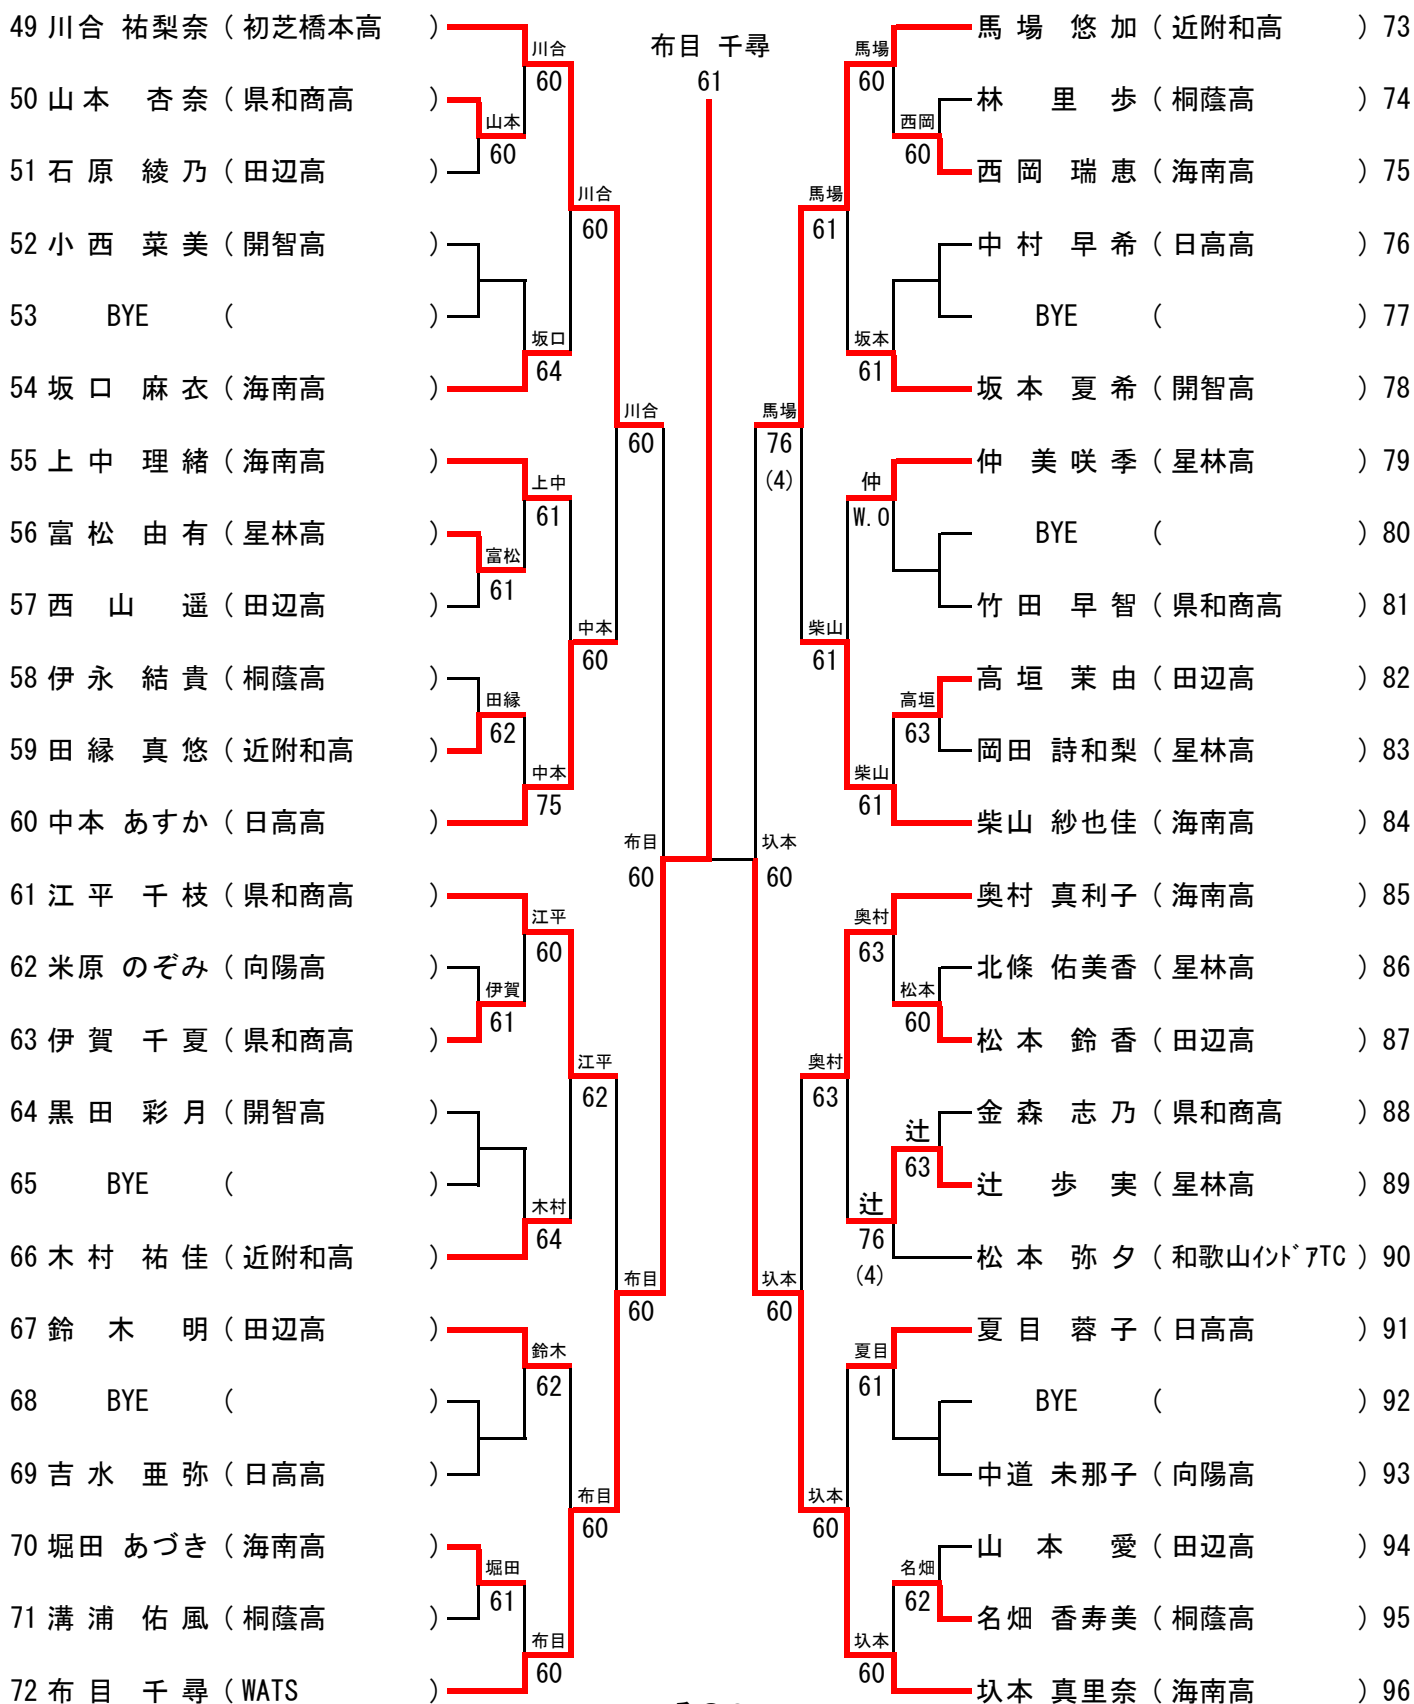 49 川合 祐梨奈 ( 初芝橋本高 )
50 山本 杏奈 ( 県和商高 )
51 石原 綾乃 ( 田辺高 )
52 小西 菜美 ( 開智高 )
53 BYE ( )
54 坂口 麻衣 ( 海南高 )
55 上中 理緒 ( 海南高 )
56 富松 由有 ( 星林高 )
57 西山 遥 ( 田辺高 )
58 伊永 結貴 ( 桐蔭高 )
59 田縁 真悠 ( 近附和高 )
60 中本 あすか ( 日高高 )
61 江平 千枝 ( 県和商高 )
62 米原 のぞみ ( 向陽高 )
63 伊賀 千夏 ( 県和商高 )
64 黒田 彩月 ( 開智高 )
65 BYE ( )
66 木村 祐佳 ( 近附和高 )
67 鈴木 明 ( 田辺高 )
68 BYE ( )
69 吉水 亜弥 ( 日高高 )
70 堀田 あづき ( 海南高 )
71 溝浦 佑風 ( 桐蔭高 )
72 布目 千尋 ( WATS )
山本
60
富松
61
田縁
62
伊賀
61
堀田
61
川合
60
坂口
64
上中
61
中本
75
江平
60
木村
64
鈴木
62
布目
60
川合
60
中本
60
江平
62
布目
60
川合
60
布目
60
布目
60
布目 千尋
61
圦本
60
馬場
76
(4)
圦本
60
馬場
61
柴山
61
奥村
63
圦本
60
馬場
60
坂本
61
仲
W.O
柴山
61
奥村
63
辻
76
(4)
夏目
61
圦本
60
西岡
60
高垣
63
松本
60
辻
63
名畑
62
馬場 悠加 ( 近附和高 ) 73
林 里歩 ( 桐蔭高 ) 74
西岡 瑞恵 ( 海南高 ) 75
中村 早希 ( 日高高 ) 76
BYE ( ) 77
坂本 夏希 ( 開智高 ) 78
仲 美咲季 ( 星林高 ) 79
BYE ( ) 80
竹田 早智 ( 県和商高 ) 81
高垣 茉由 ( 田辺高 ) 82
岡田 詩和梨 ( 星林高 ) 83
柴山 紗也佳 ( 海南高 ) 84
奥村 真利子 ( 海南高 ) 85
北條 佑美香 ( 星林高 ) 86
松本 鈴香 ( 田辺高 ) 87
金森 志乃 ( 県和商高 ) 88
辻 歩実 ( 星林高 ) 89
松本 弥夕 ( 和歌山ｲﾝﾄﾞｱTC ) 90
夏目 蓉子 ( 日高高 ) 91
BYE ( ) 92
中道 未那子 ( 向陽高 ) 93
山本 愛 ( 田辺高 ) 94
名畑 香寿美 ( 桐蔭高 ) 95
圦本 真里奈 ( 海南高 ) 96